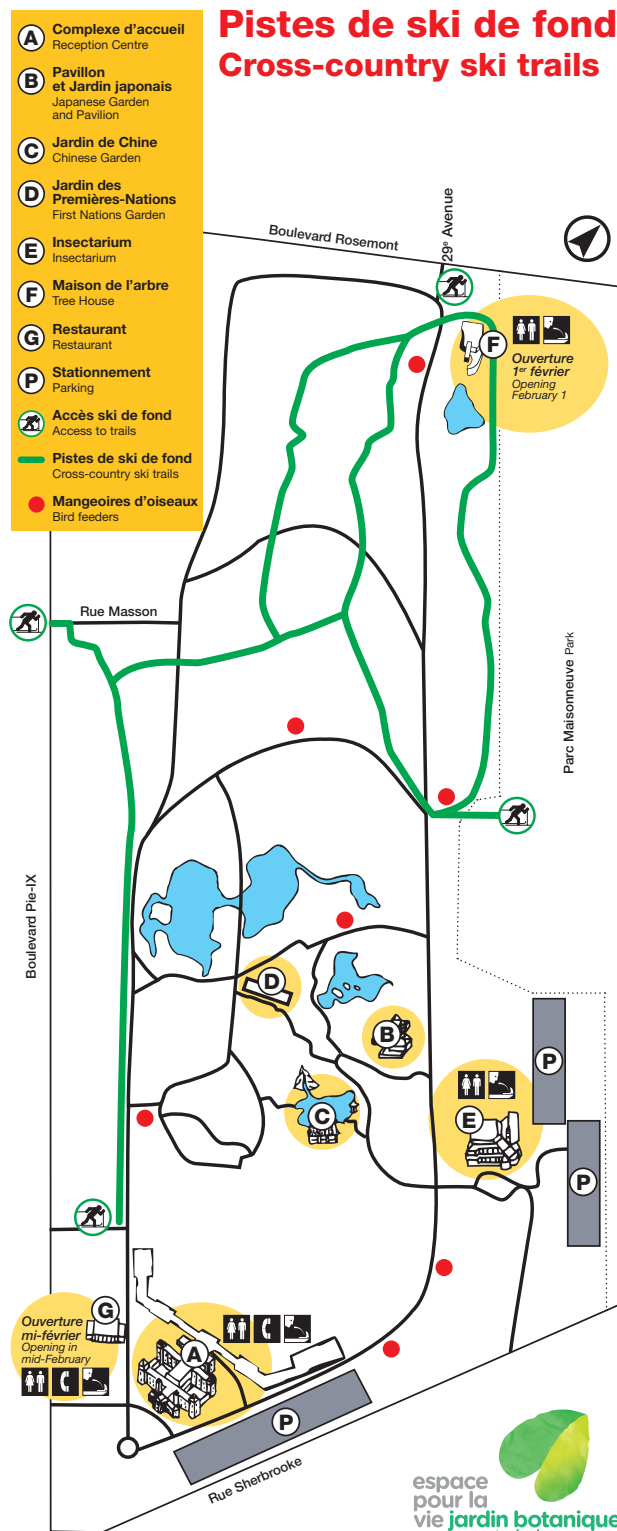 Pistes de ski de fond
Cross-country ski trails
A Complexe d'accueil
Reception Centre
B Pavillon
et Jardin japonais
Japanese Garden
and Pavilion
C Jardin de Chine
Chinese Garden
D Jardin des
Premières-Nations
First Nations Garden
E Insectarium
Insectarium
F Maison de l'arbre
Tree House
G Restaurant
Restaurant
P Stationnement
Parking
Accès ski de fond
Access to trails
Pistes de ski de fond
Cross-country ski trails
Mangeoires d'oiseaux
Bird feeders
Boulevard Rosemont
29e Avenue
F
Ouverture
1er février
Opening
February 1
Rue Masson
Parc Maisonneuve Park
Boulevard Pie-IX
D
B
P
C
E
P
G
Ouverture
mi-février
Opening in
mid-February
A
P
Rue Sherbrooke
espace
pour la
vie jardin botanique